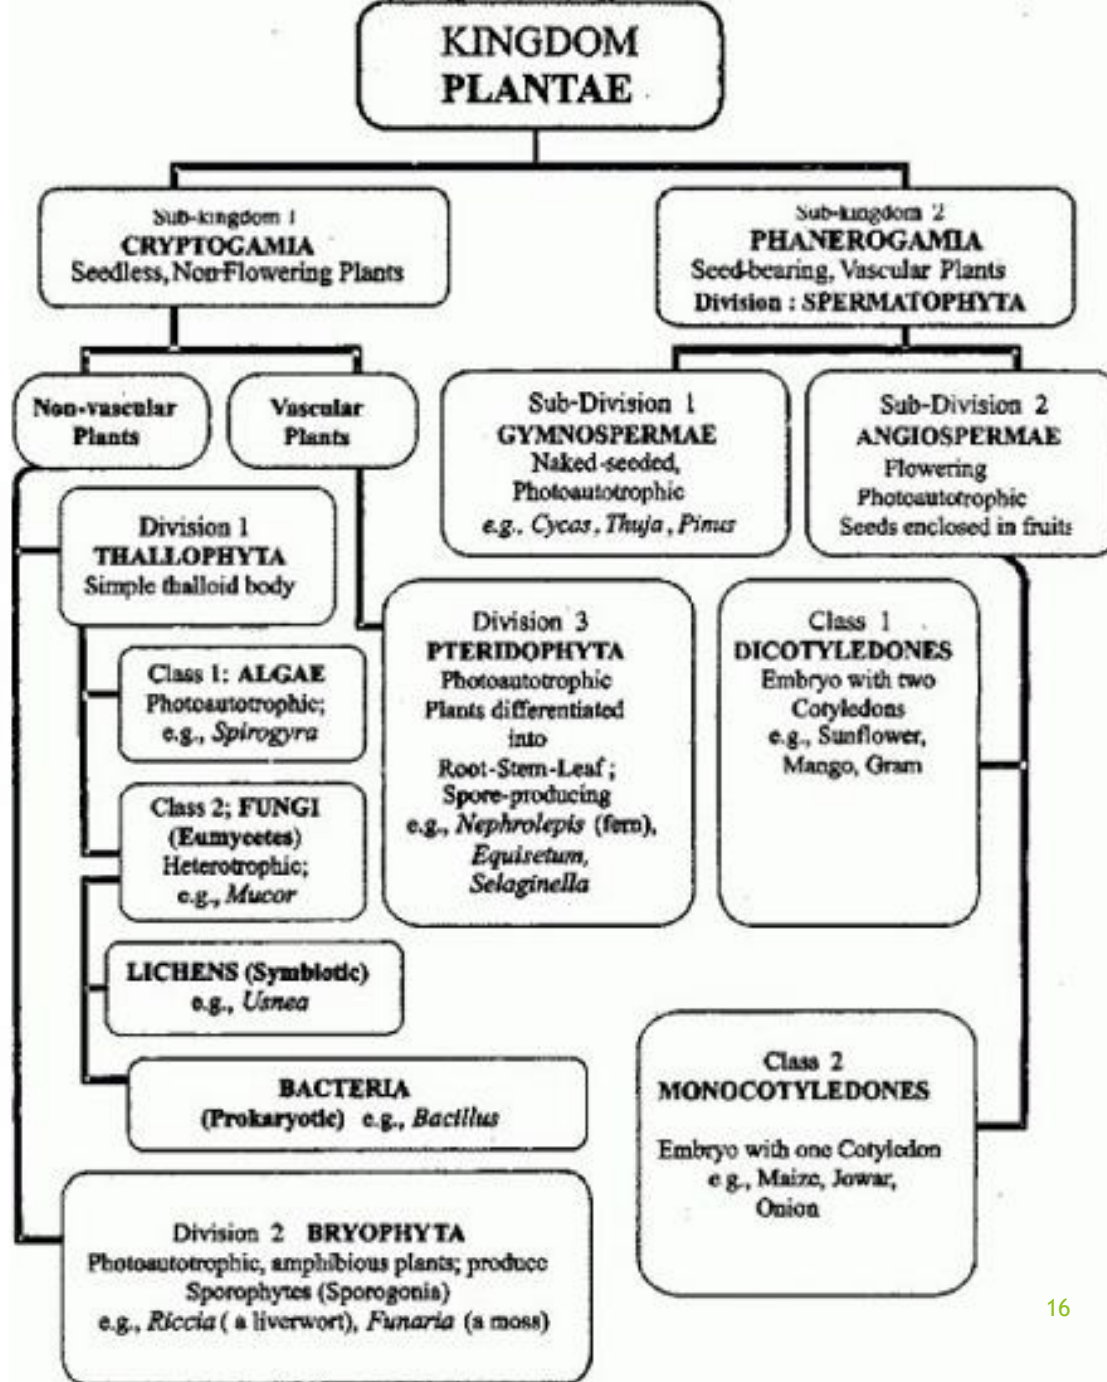 KINGDOM
PLANTAE
Sub-kingdom 1
CRYPTOGAMIA
Seedless, Non-Flowering Plants
Sub-kingdom 2
PHANEROGAMIA
Seed-bearing, Vascular Plants
Division : SPERMATOPHYTA
Non-vascular
Plants
Vascular
Plants
Sub-Division 1
GYMNOSPERMAE
Naked-seeded,
Photoautotrophic
e.g., Cycas, Thuja, Pinus
Sub-Division 2
ANGIOSPERMAE
Flowering
Photoautotrophic
Seeds enclosed in fruits
Division 1
THALLOPHYTA
Simple thalloid body
Class 1: ALGAE
Photoautotrophic;
e.g., Spirogyra
Class 2; FUNGI
(Eumycetes)
Heterotrophic;
e.g., Mucor
LICHENS (Symbiotic)
e.g., Usnea
BACTERIA
(Prokaryotic) e.g., Bacillus
Division 2 BRYOPHYTA
Photoautotrophic, amphibious plants; produce
Sporophytes (Sporogonia)
e.g., Riccia ( a liverwort), Funaria (a moss)
Division 3
PTERIDOPHYTA
Photoautotrophic
Plants differentiated
into
Root-Stem-Leaf ;
Spore-producing
e.g., Nephrolepis (fern),
Equisetum,
Selaginella
Class 1
DICOTYLEDONES
Embryo with two
Cotyledons
e.g., Sunflower,
Mango, Gram
Class 2
MONOCOTYLEDONES
Embryo with one Cotyledon
e.g., Maize, Jowar,
Onion
16